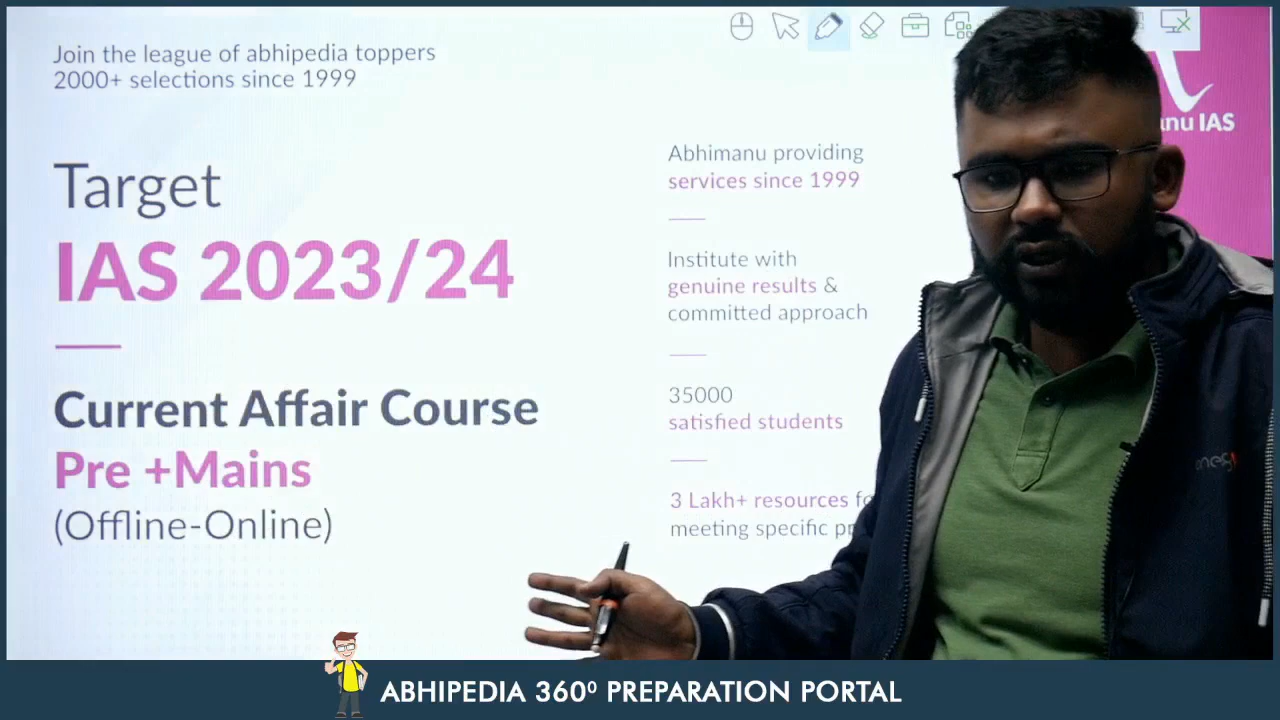 Join the league of abhipedia toppers
2000+ selections since 1999
Target
IAS 2023/24
Current Affair Course
Pre +Mains
(Offline-Online)
Abhimanu providing
services since 1999
Institute with
genuine results &
committed approach
35000
satisfied students
3 Lakh+ resources
meeting specific
IAS
ABHIPEDIA 360⁰ PREPARATION PORTAL